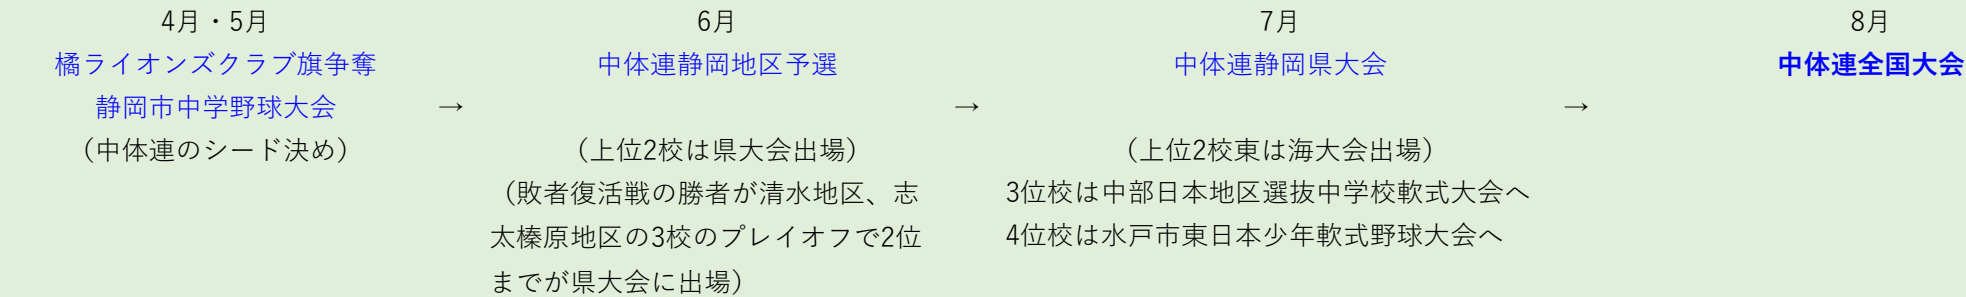 4月・5月
橘ライオンズクラブ旗争奪
静岡市中学野球大会
（中体連のシード決め）
→
6月
中体連静岡地区予選
（上位2校は県大会出場）
（敗者復活戦の勝者が清水地区、志
太榛原地区の3校のプレイオフで2位
までが県大会に出場）
→
7月
中体連静岡県大会
（上位2校東は海大会出場）
3位校は中部日本地区選抜中学校軟式大会へ
4位校は水戸市東日本少年軟式野球大会へ
→
8月
中体連全国大会